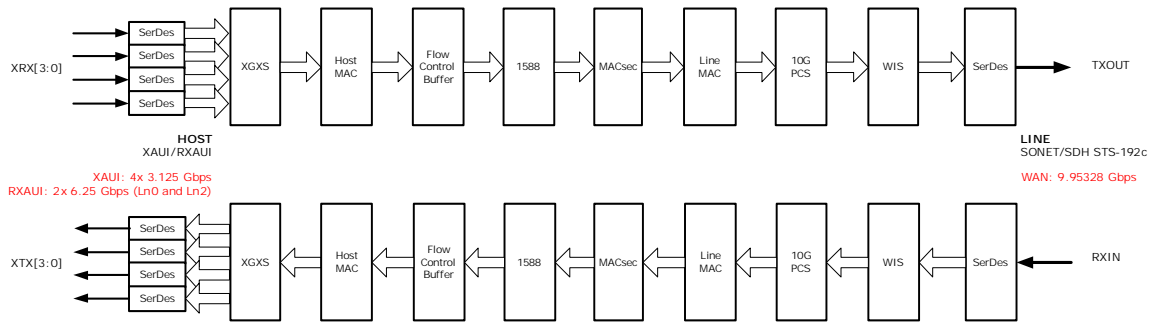 SerDes
SerDes
SerDes
SerDes
XRX[3:0]
XGXS
Host
MAC
Flow
Control
Buffer
1588
MACsec
Line
MAC
10G
PCS
WIS
SerDes
TXOUT
HOST
XAUI/RXAUI
XAUI: 4x 3.125 Gbps
RXAUI: 2x 6.25 Gbps (Ln0 and Ln2)
LINE
SONET/SDH STS-192c
WAN: 9.95328 Gbps
SerDes
SerDes
SerDes
SerDes
XTX[3:0]
XGXS
Host
MAC
Flow
Control
Buffer
1588
MACsec
Line
MAC
10G
PCS
WIS
SerDes
RXIN